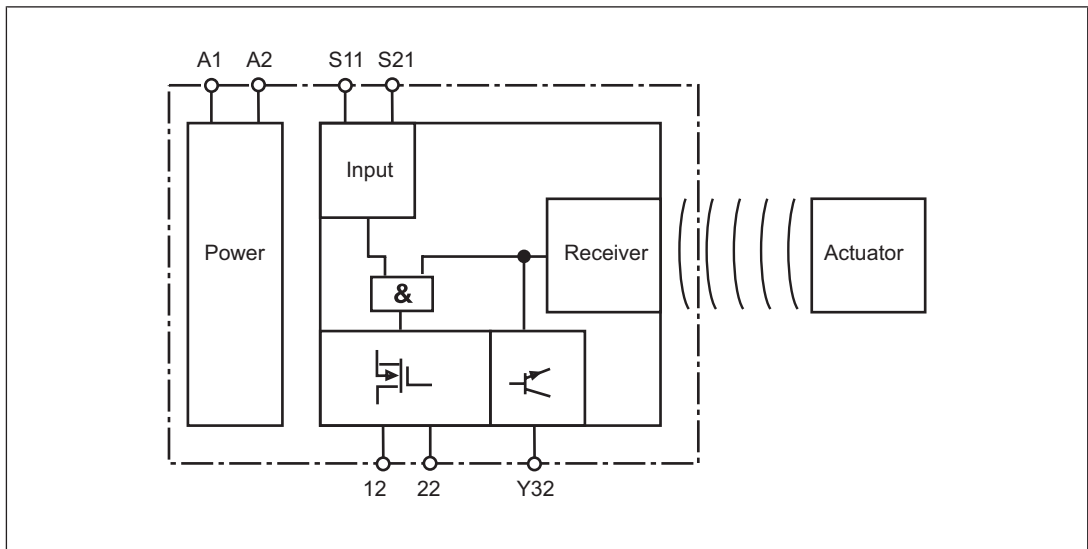 A1 A2 S11 S21
Input
Power
Receiver
Actuator
&
12 22 Y32